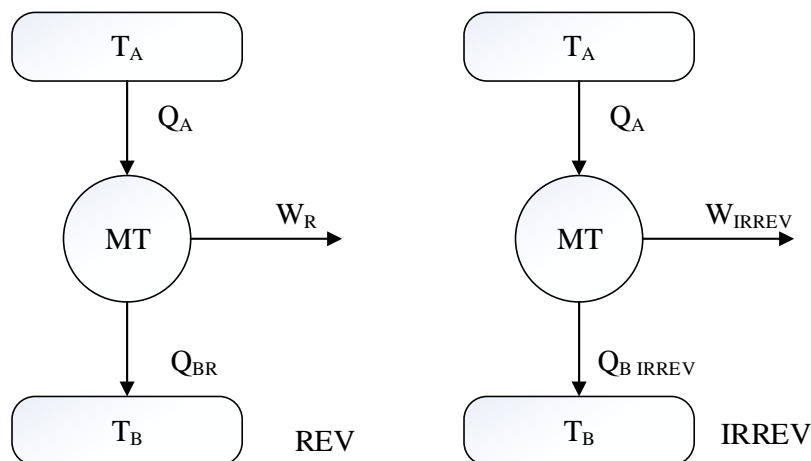 T_A T_A
Q_A Q_A
MT W_R MT W_IRREV
Q_BR Q_B IRREV
T_B REV T_B IRREV